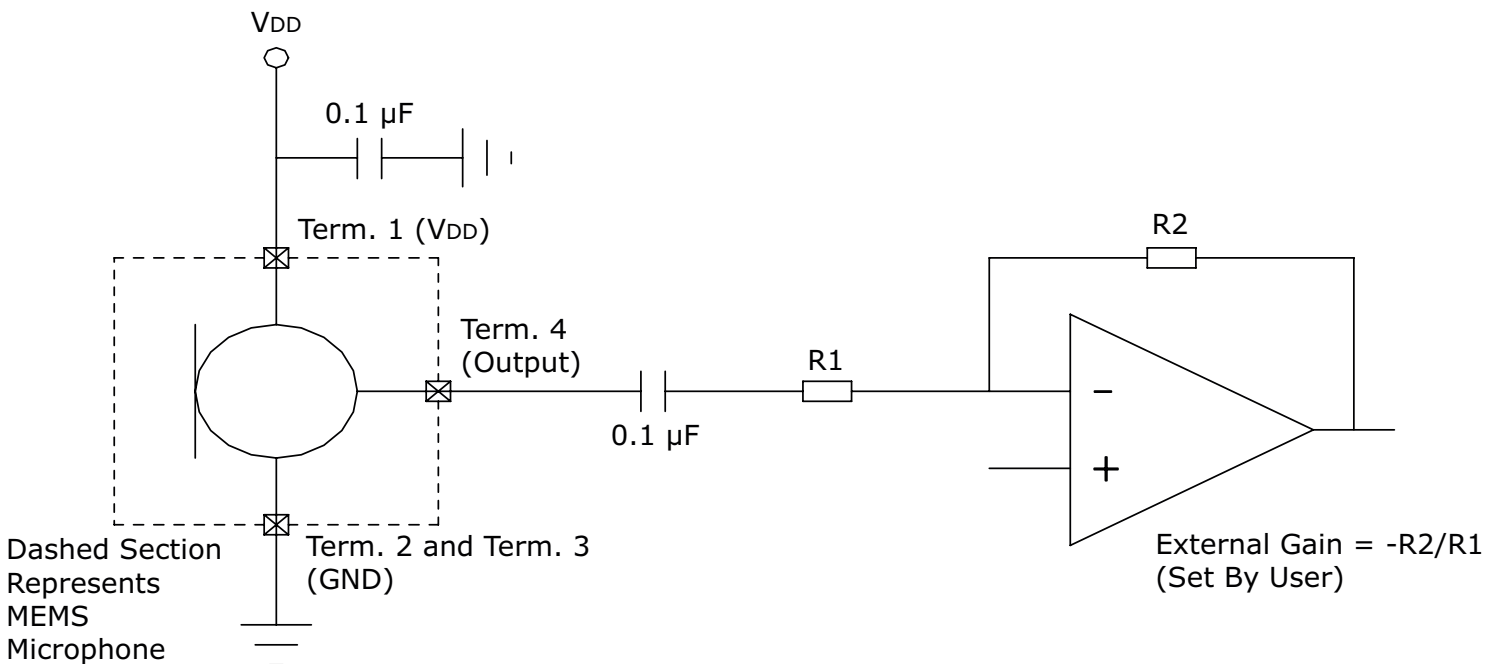 VDD
0.1 µF
Term. 1 (VDD)
R2
Term. 4
(Output)
R1
0.1 µF
−
+
Dashed Section
Represents
MEMS
Microphone
Term. 2 and Term. 3
(GND)
External Gain = -R2/R1
(Set By User)